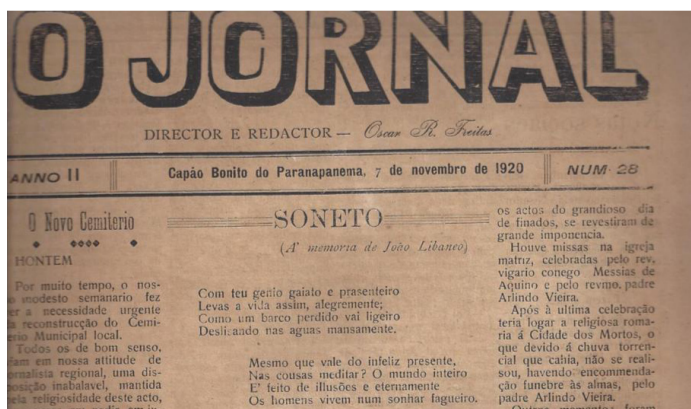 O JORNAL
DIRECTOR E REDACTOR — Oscar R. Freitas
ANNO II
Capão Bonito do Paranapanema, 7 de novembro de 1920
NUM. 28
O Novo Cemiterio
HONTEM
Por muito tempo, o nos-
modesto semanario fez
a necessidade urgente
reconstrucção do Cemi-
Municipal local.
Todos os de bom senso,
em nossa attitude de
regional, uma dis-
inabalavel, mantida
religiosidade deste acto,
SONETO
(A' memoria de João Libaneo)
Com teu genio gaiato e prasenteiro
Levas a vida assim, alegremente;
Como um barco perdido vai ligeiro
Deslisando nas aguas mansamente.
Mesmo que vale do infeliz presente,
Nas cousas meditar? O mundo inteiro
E' feito de illusões e eternamente
Os homens vivem num sonhar fagueiro.
os actos do grandioso dia
de finados, se revestiram de
grande imponencia.
Houve missas na igreja
matriz, celebradas pelo rev,
vigario conego Messias de
Aquino e pelo revmo. padre
Arlindo Vieira.
Após à ultima celebração
teria logar a religiosa roma-
ria á Cidade dos Mortos, o
que devido á chuva torren-
cial que cahia, não se reali-
sou, havendo encommenda-
ção funebre às almas, pelo
padre Arlindo Vieira.